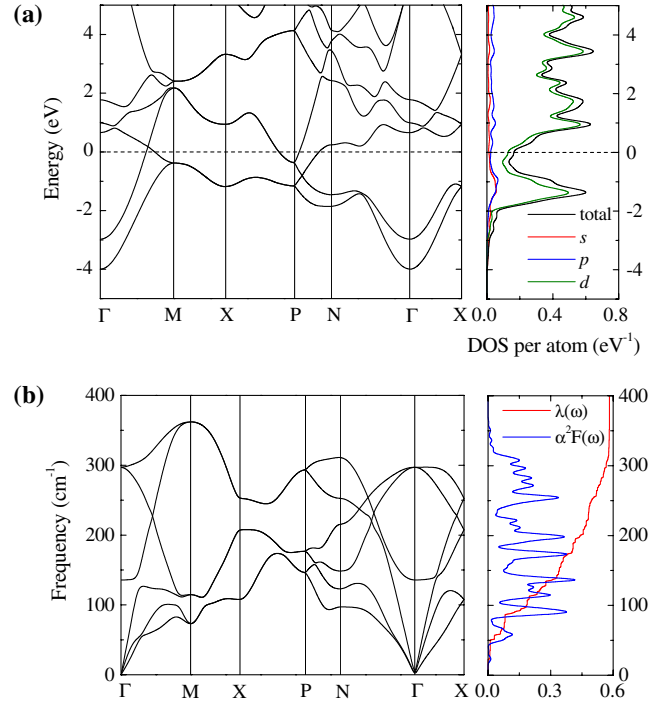 (a)
4
2
0
-2
-4
Energy (eV)
Γ M X P N Γ X
4
2
0
-2
-4
total
s
p
d
0.0 0.4 0.8
DOS per atom (eV⁻¹)
(b)
400
300
200
100
0
Frequency (cm⁻¹)
Γ M X P N Γ X
λ(ω)
α²F(ω)
400
300
200
100
0
0.0 0.3 0.6